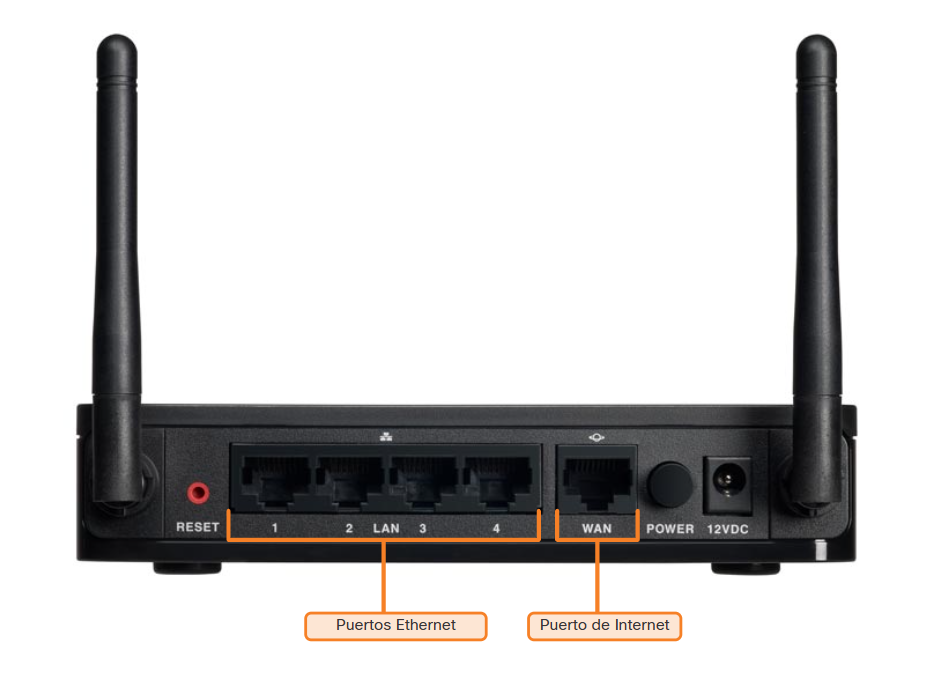 RESET
1
2
LAN
3
4
WAN
POWER
12VDC
Puertos Ethernet
Puerto de Internet